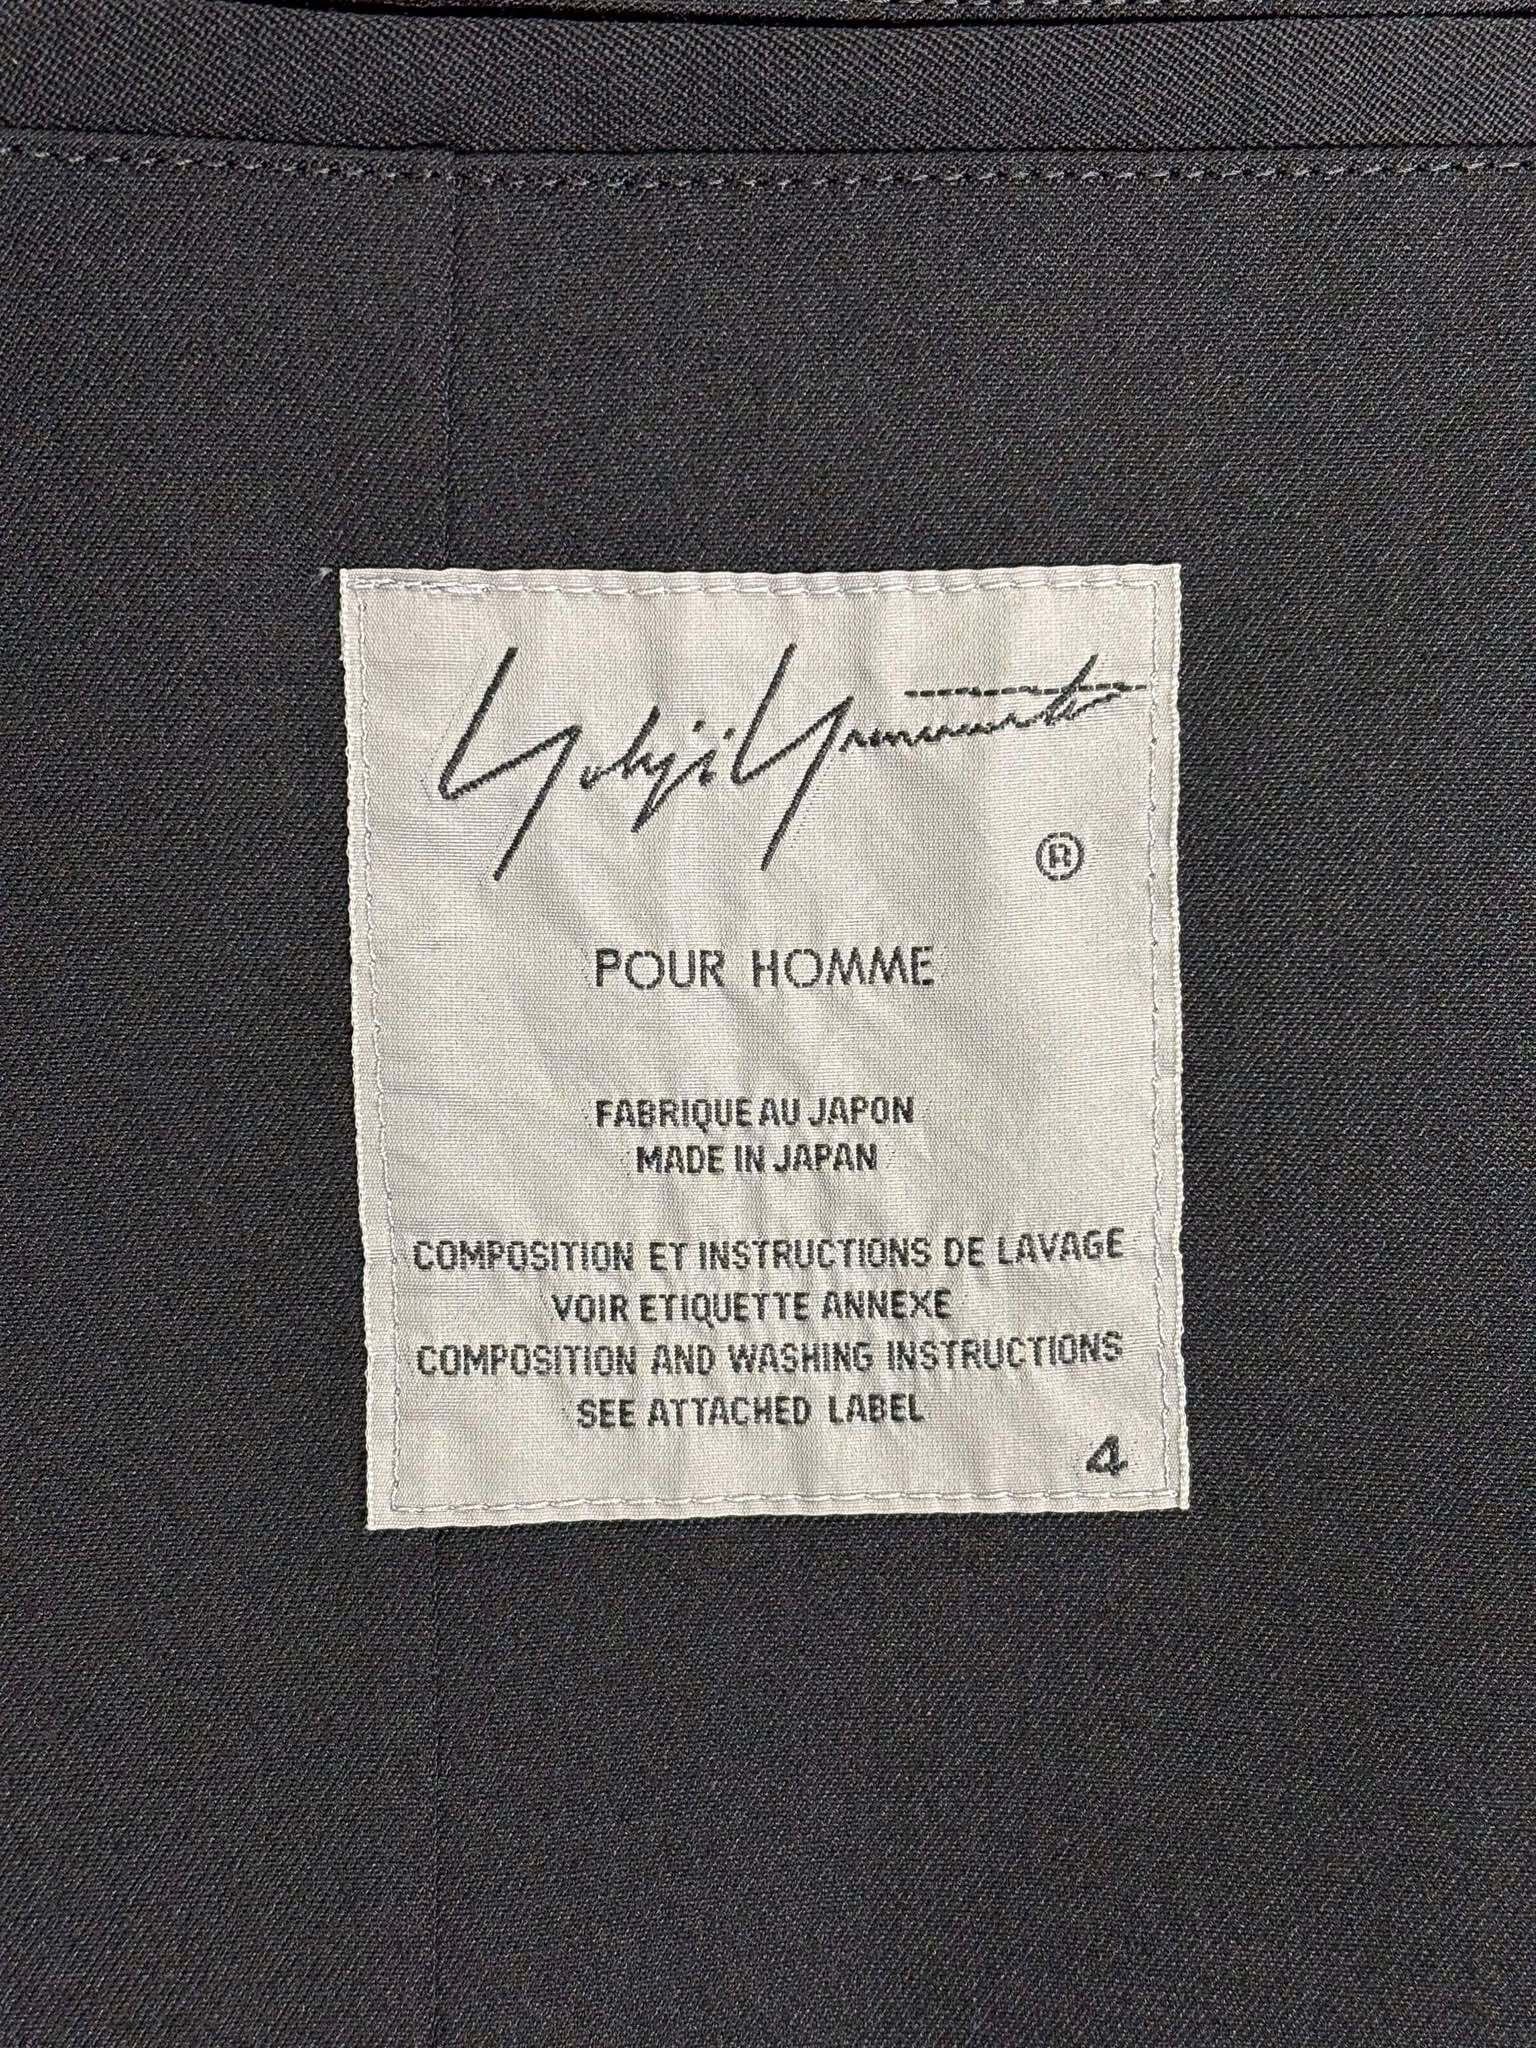 Yohji Yamamoto
®
POUR HOMME
FABRIQUE AU JAPON
MADE IN JAPAN
COMPOSITION ET INSTRUCTIONS DE LAVAGE
VOIR ETIQUETTE ANNEXE
COMPOSITION AND WASHING INSTRUCTIONS
SEE ATTACHED LABEL
4